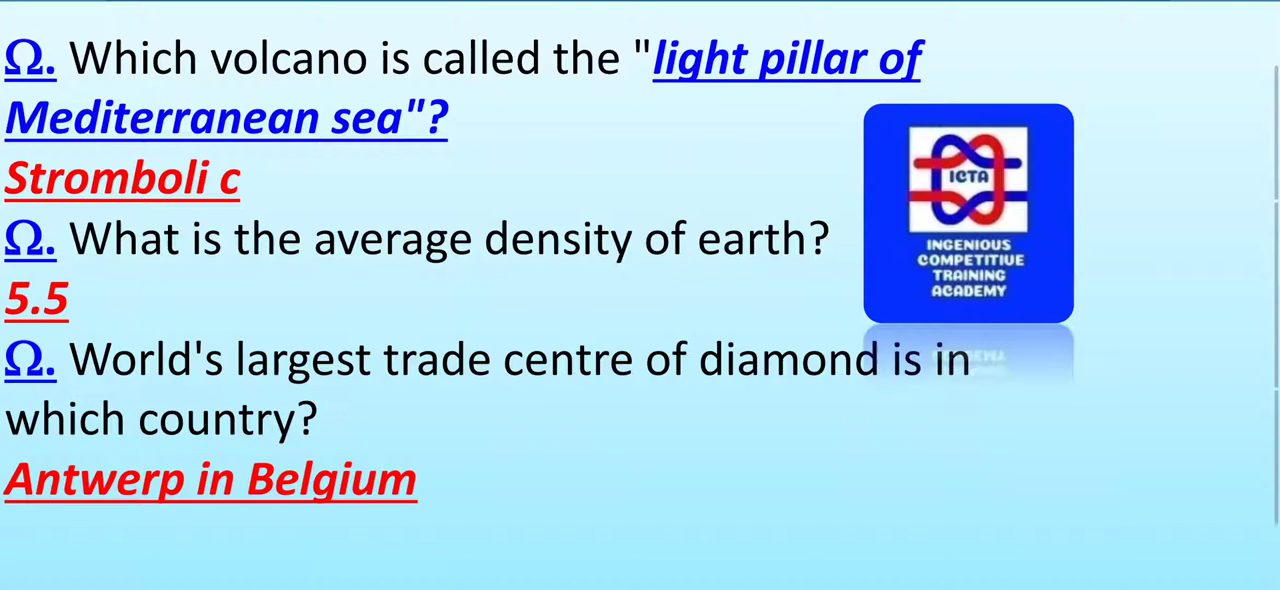 Ω. Which volcano is called the "light pillar of
Mediterranean sea"?
Stromboli c
Ω. What is the average density of earth?
5.5
Ω. World's largest trade centre of diamond is in
which country?
Antwerp in Belgium
ICTA
INGENIOUS
COMPETITIVE
TRAINING
ACADEMY